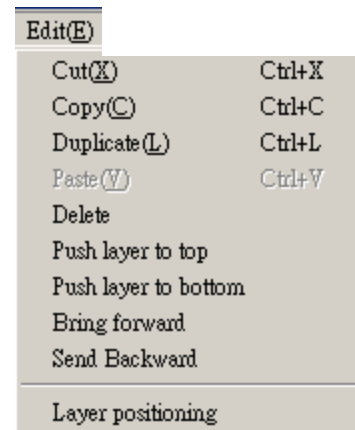 Edit(E)
Cut(X) Ctrl+X
Copy(C) Ctrl+C
Duplicate(L) Ctrl+L
Paste(V) Ctrl+V
Delete
Push layer to top
Push layer to bottom
Bring forward
Send Backward
Layer positioning